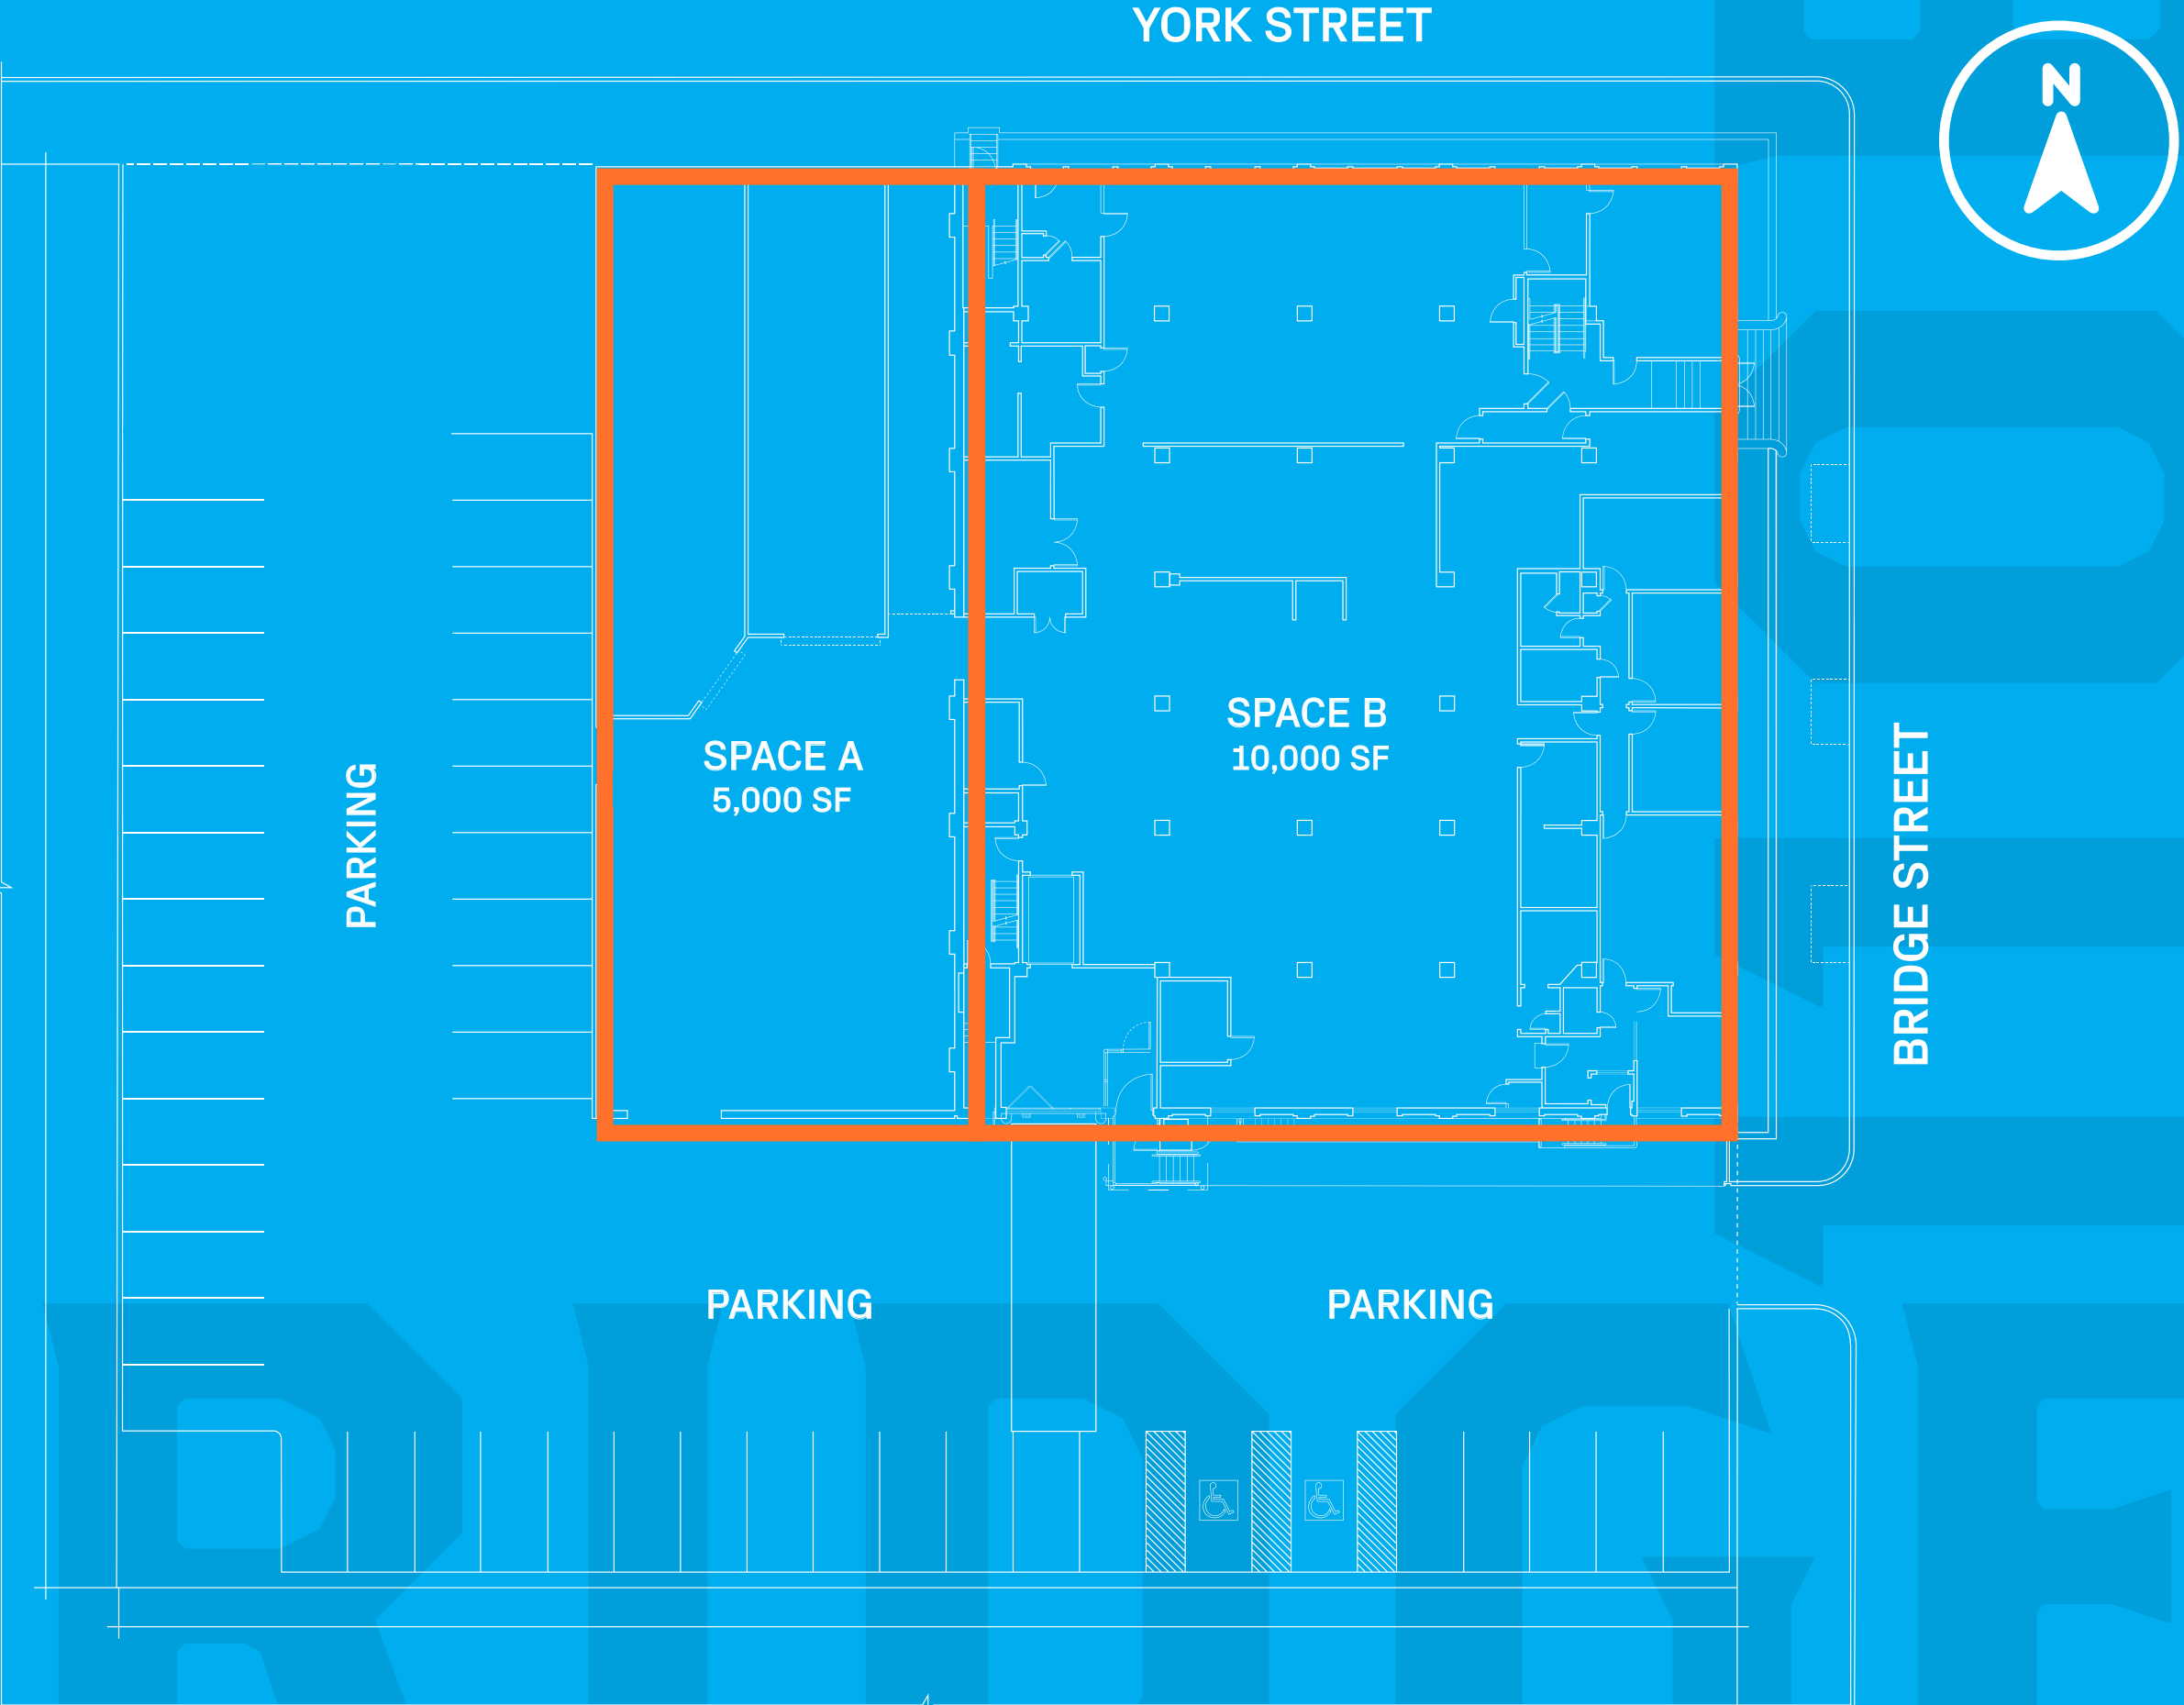 YORK STREET
N
SPACE B
10,000 SF
SPACE A
5,000 SF
PARKING
BRIDGE STREET
PARKING
PARKING